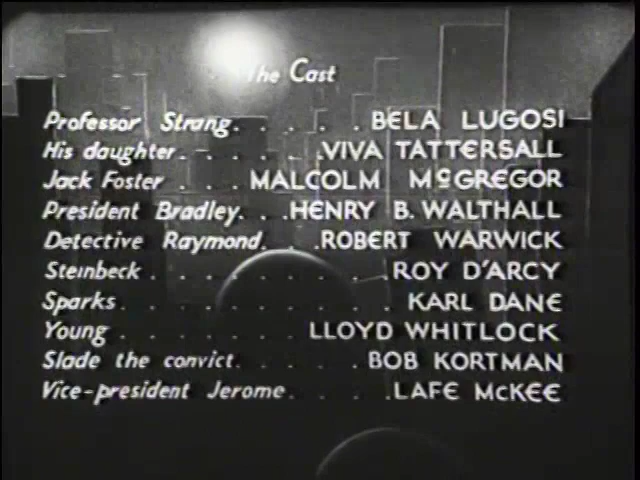 The Cast
Professor Strang. . . . . BELA LUGOSI
His daughter. . . . . .VIVA TATTERSALL
Jack Foster . . . MALCOLM McGREGOR
President Bradley. . .HENRY B. WALTHALL
Detective Raymond. . .ROBERT WARWICK
Steinbeck . . . . . . . . .ROY D'ARCY
Sparks. . . . . . . . . . KARL DANE
Young . . . . . . . LLOYD WHITLOCK
Slade the convict. . . . . BOB KORTMAN
Vice-president Jerome. . . . .LAFE McKEE